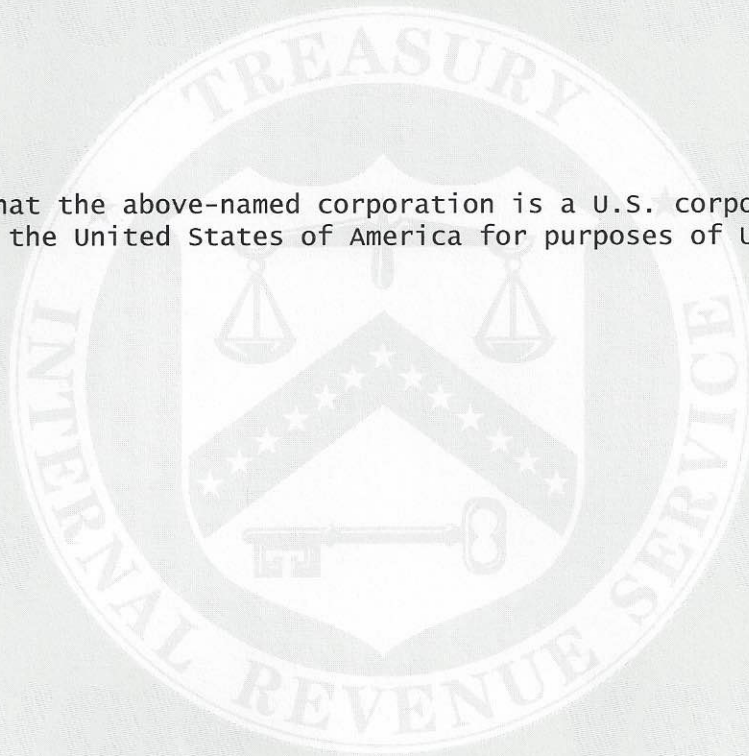 TREASURY
hat the above-named corporation is a U.S. corpo
the United States of America for purposes of U
INTERNAL REVENUE SERVICE